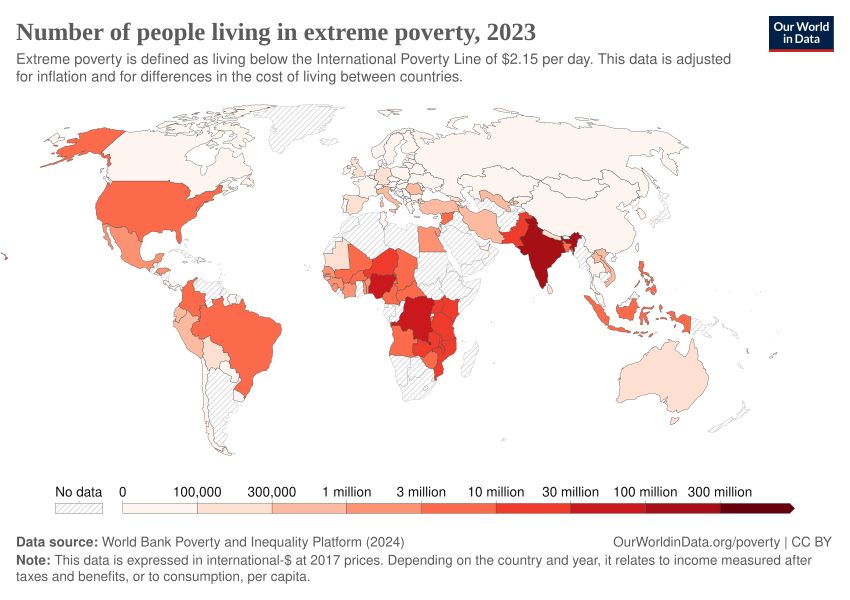 Number of people living in extreme poverty, 2023
Our World
in Data
Extreme poverty is defined as living below the International Poverty Line of $2.15 per day. This data is adjusted
for inflation and for differences in the cost of living between countries.
No data
0
100,000
300,000
1 million
3 million
10 million
30 million
100 million
300 million
Data source: World Bank Poverty and Inequality Platform (2024)
OurWorldinData.org/poverty | CC BY
Note: This data is expressed in international-$ at 2017 prices. Depending on the country and year, it relates to income measured after
taxes and benefits, or to consumption, per capita.